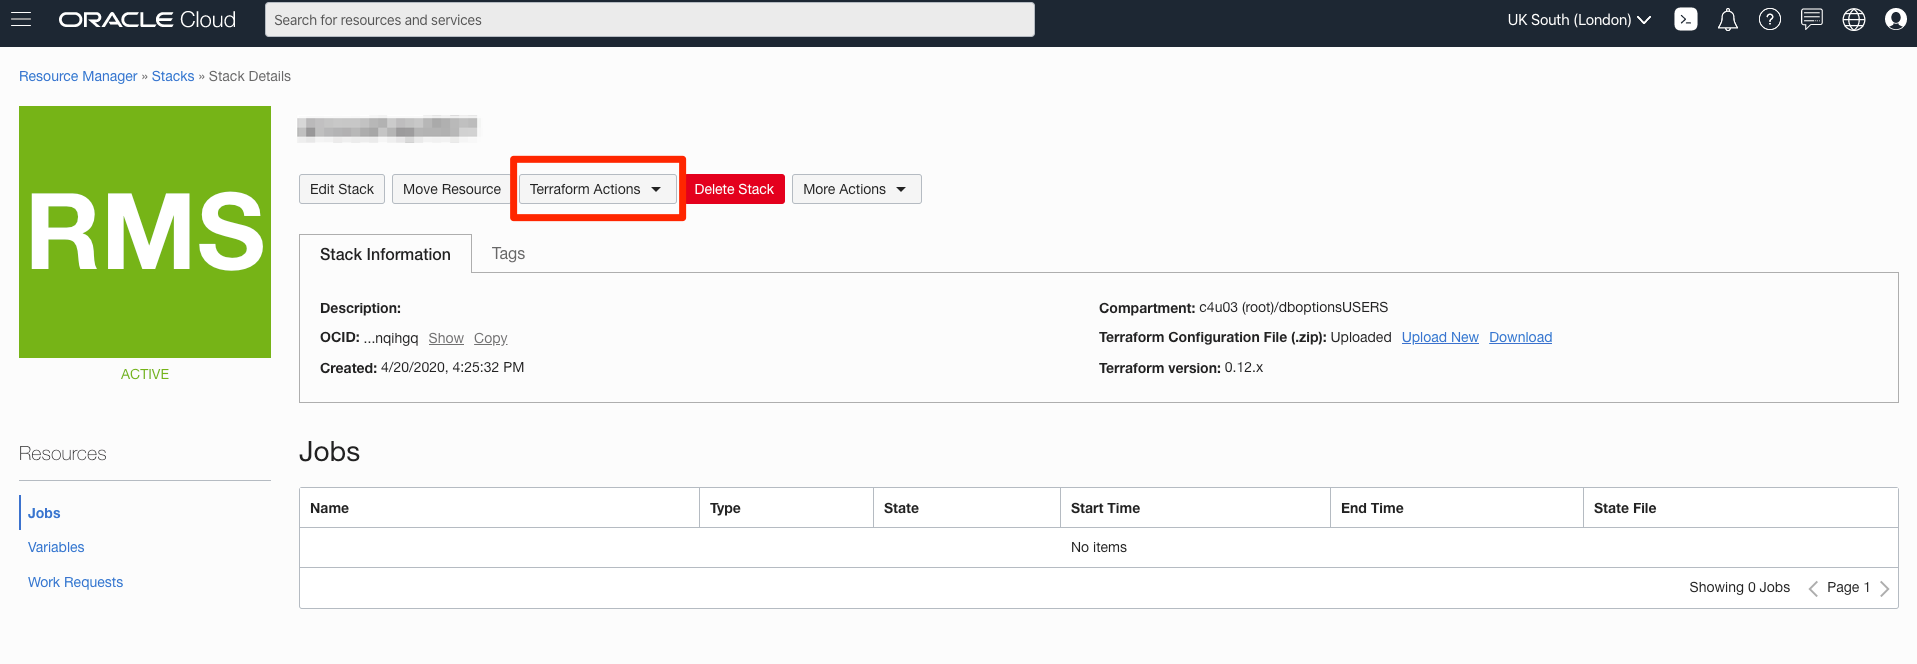 ORACLE Cloud
Search for resources and services
UK South (London)
Resource Manager » Stacks » Stack Details
RMS
ACTIVE
Edit Stack
Move Resource
Terraform Actions
Delete Stack
More Actions
Stack Information
Tags
Description:
OCID: ...nqihgq Show Copy
Created: 4/20/2020, 4:25:32 PM
Compartment: c4u03 (root)/dboptionsUSERS
Terraform Configuration File (.zip): Uploaded Upload New Download
Terraform version: 0.12.x
Resources
Jobs
Variables
Work Requests
Jobs
Name Type State Start Time End Time State File
No items
Showing 0 Jobs Page 1